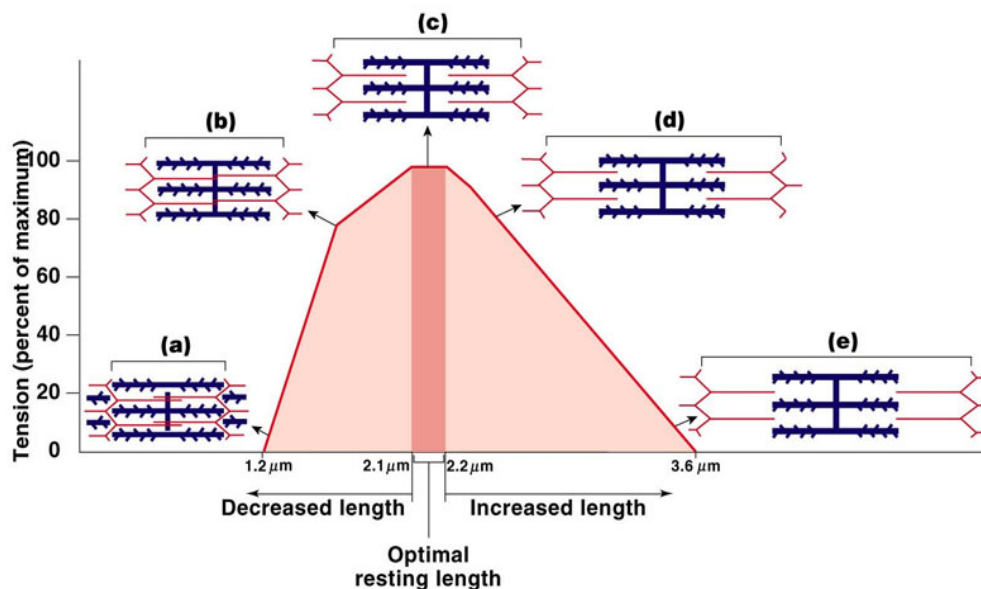 (c)
(b)
(d)
100
80
60
40
20
0
Tension (percent of maximum)
(a)
(e)
1.2 μm
2.1 μm
2.2 μm
3.6 μm
Decreased length
Increased length
Optimal
resting length